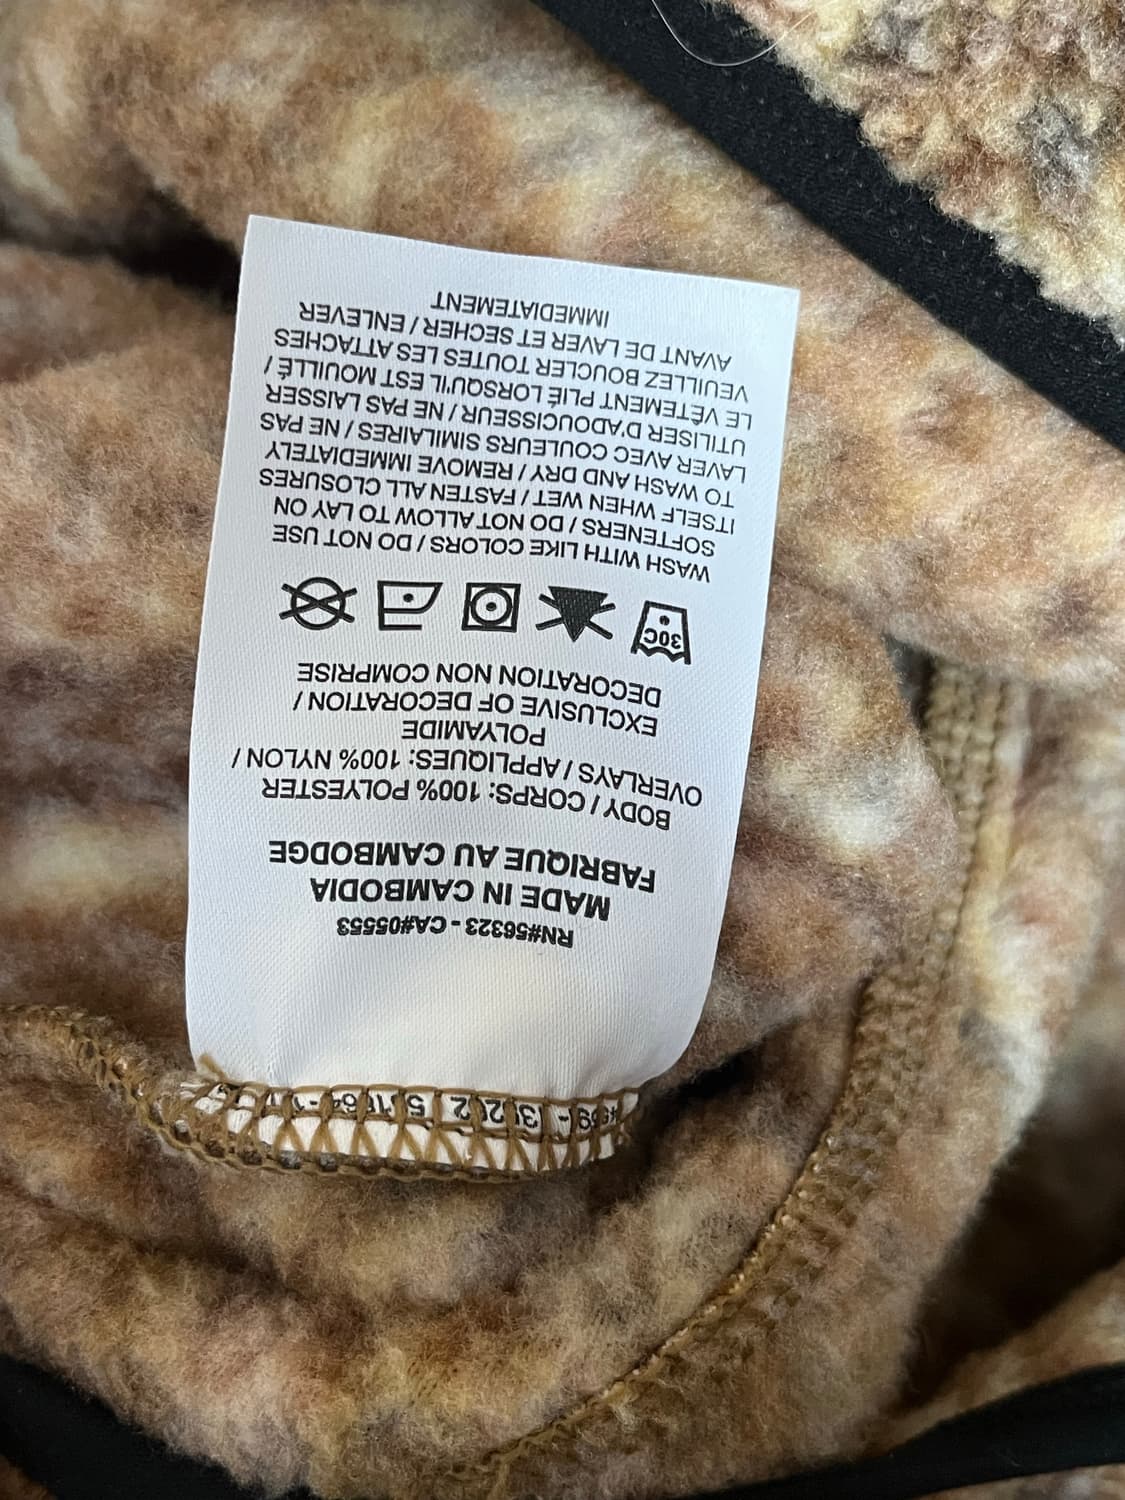 RN#56323 - CA#05553
MADE IN CAMBODIA
FABRIQUE AU CAMBODGE
BODY / CORPS: 100% POLYESTER
OVERLAYS / APPLIQUES: 100% NYLON /
POLYAMIDE
EXCLUSIVE OF DECORATION /
DECORATION NON COMPRISE
30C
WASH WITH LIKE COLORS / DO NOT USE
SOFTENERS / DO NOT ALLOW TO LAY ON
ITSELF WHEN WET / FASTEN ALL CLOSURES
TO WASH AND DRY / REMOVE IMMEDIATELY
LAVER AVEC COULEURS SIMILAIRES / NE PAS
UTILISER D'ADOUCISSEUR / NE PAS LAISSER
LE VÊTEMENT PLIÉ LORSQU'IL EST MOUILLÉ /
VEUILLEZ BOUCLER TOUTES LES ATTACHES
AVANT DE LAVER ET SECHER / ENLEVER
IMMEDIATEMENT